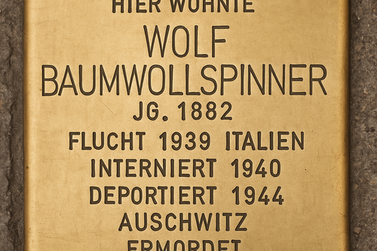 HIER WOHNTE
WOLF
BAUMWOLLSPINNER
JG. 1882
FLUCHT 1939 ITALIEN
INTERNIERT 1940
DEPORTIERT 1944
AUSCHWITZ
ERMORDET